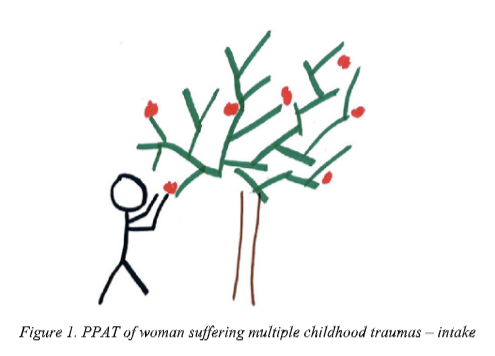 Figure 1. PPAT of woman suffering multiple childhood traumas – intake